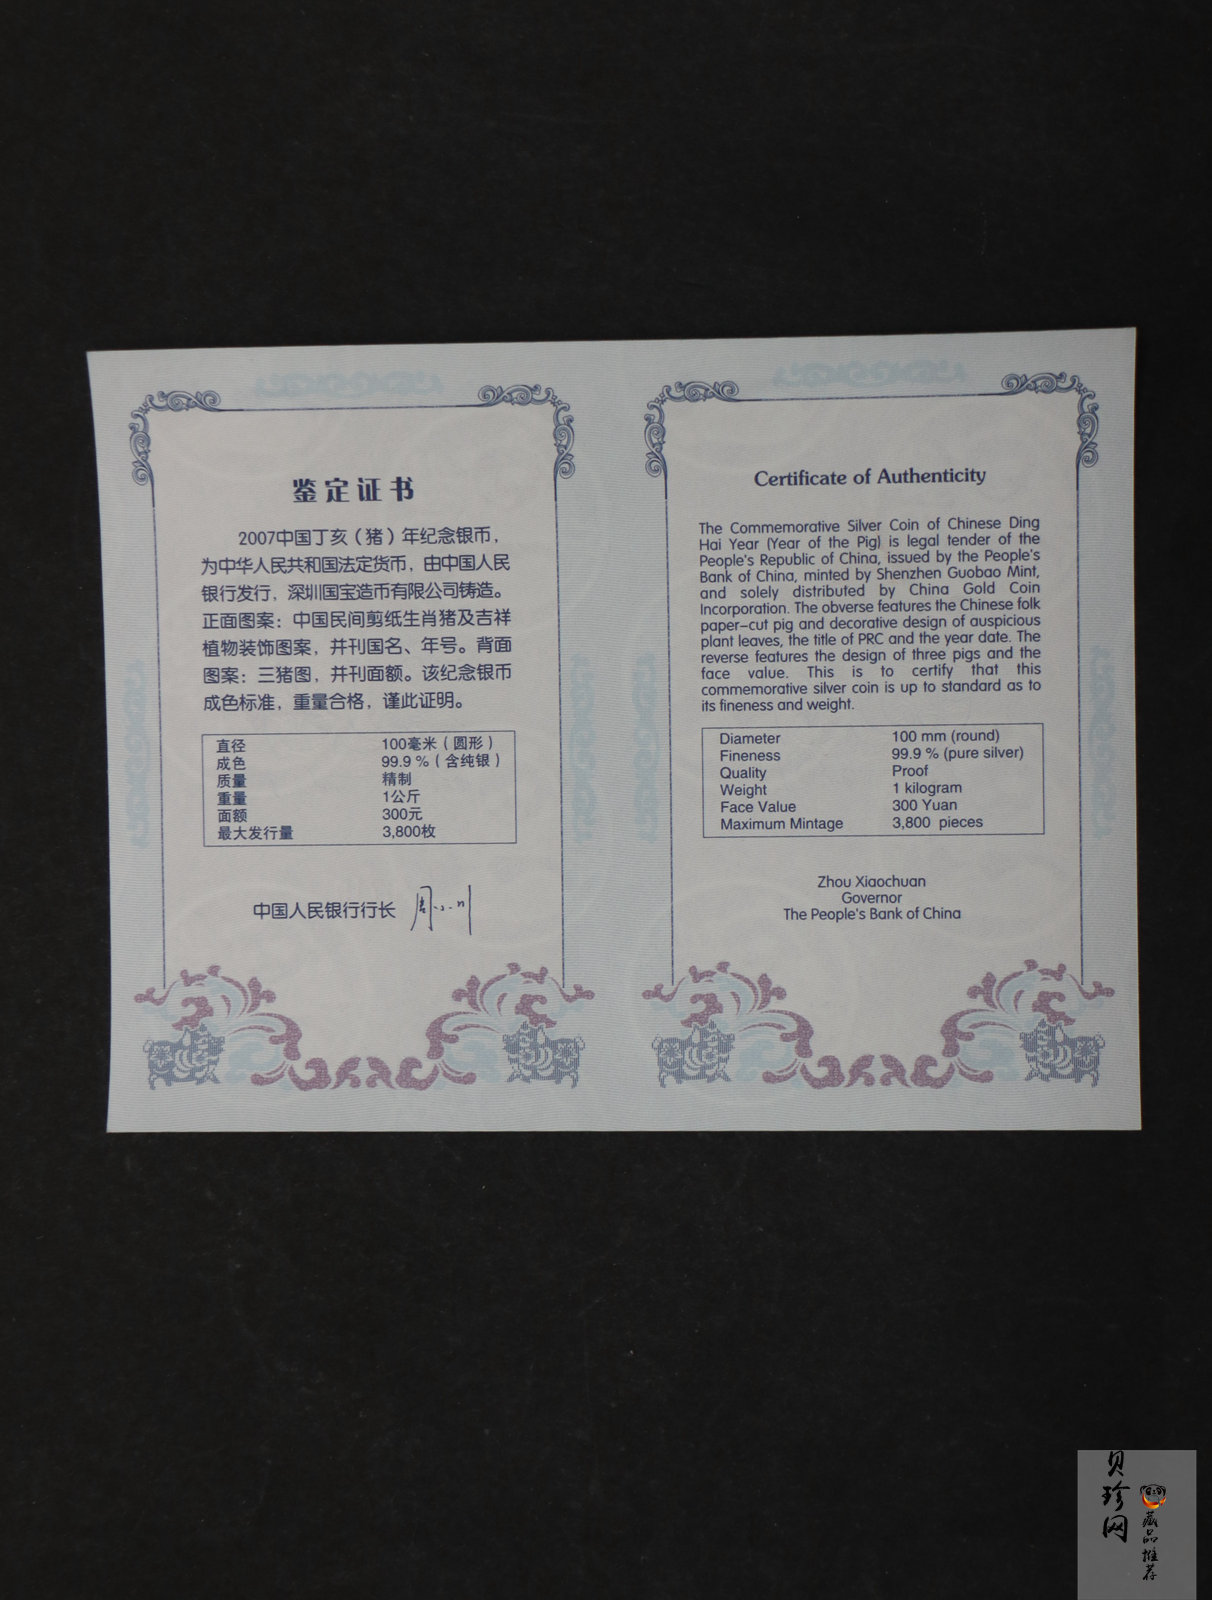 鉴定证书
2007中国丁亥（猪）年纪念银币，
为中华人民共和国法定货币，由中国人民
银行发行，深圳国宝造币有限公司铸造。
正面图案：中国民间剪纸生肖猪及吉祥
植物装饰图案，并刊国名、年号。背面
图案：三猪图，并刊面额。该纪念银币
成色标准，重量合格，谨此证明。
直径 100毫米（圆形）
成色 99.9％（含纯银）
质量 精制
重量 1公斤
面额 300元
最大发行量 3,800枚
中国人民银行行长 周小川
Certificate of Authenticity
The Commemorative Silver Coin of Chinese Ding
Hai Year (Year of the Pig) is legal tender of the
People's Republic of China, issued by the People's
Bank of China, minted by Shenzhen Guobao Mint,
and solely distributed by China Gold Coin
Incorporation. The obverse features the Chinese folk
paper-cut pig and decorative design of auspicious
plant leaves, the title of PRC and the year date. The
reverse features the design of three pigs and the
face value. This is to certify that this
commemorative silver coin is up to standard as to
its fineness and weight.
Diameter 100 mm (round)
Fineness 99.9 % (pure silver)
Quality Proof
Weight 1 kilogram
Face Value 300 Yuan
Maximum Mintage 3,800 pieces
Zhou Xiaochuan
Governor
The People's Bank of China
贝珍网
藏品推荐